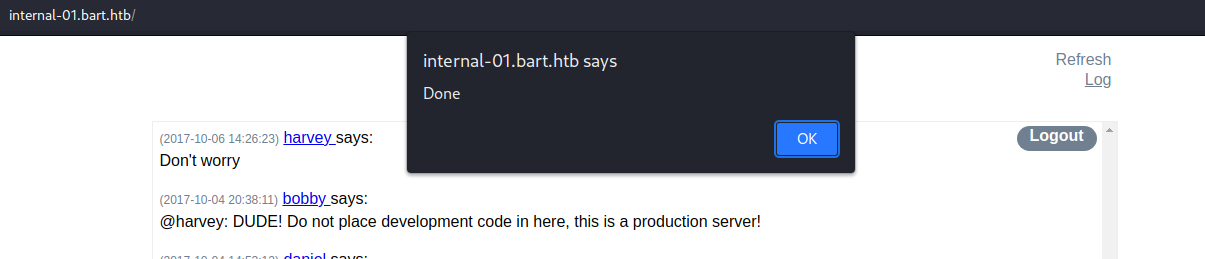 internal-01.bart.htb/
internal-01.bart.htb says
Done
OK
Refresh
Log
Logout
(2017-10-06 14:26:23) harvey says:
Don't worry
(2017-10-04 20:38:11) bobby says:
@harvey: DUDE! Do not place development code in here, this is a production server!
daniel says: